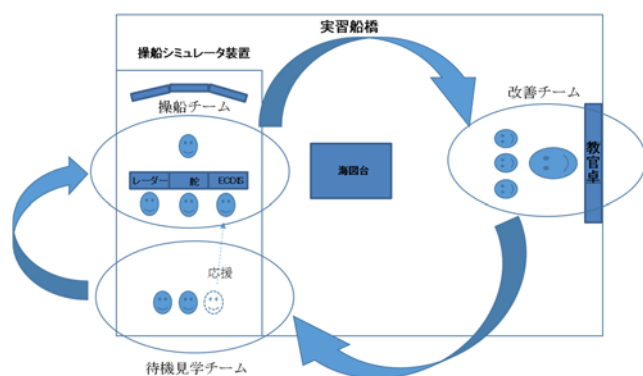 実習船橋
操船シミュレータ装置
操船チーム
レーダー 舵 ECDIS
応援
待機見学チーム
海図台
改善チーム
教官卓